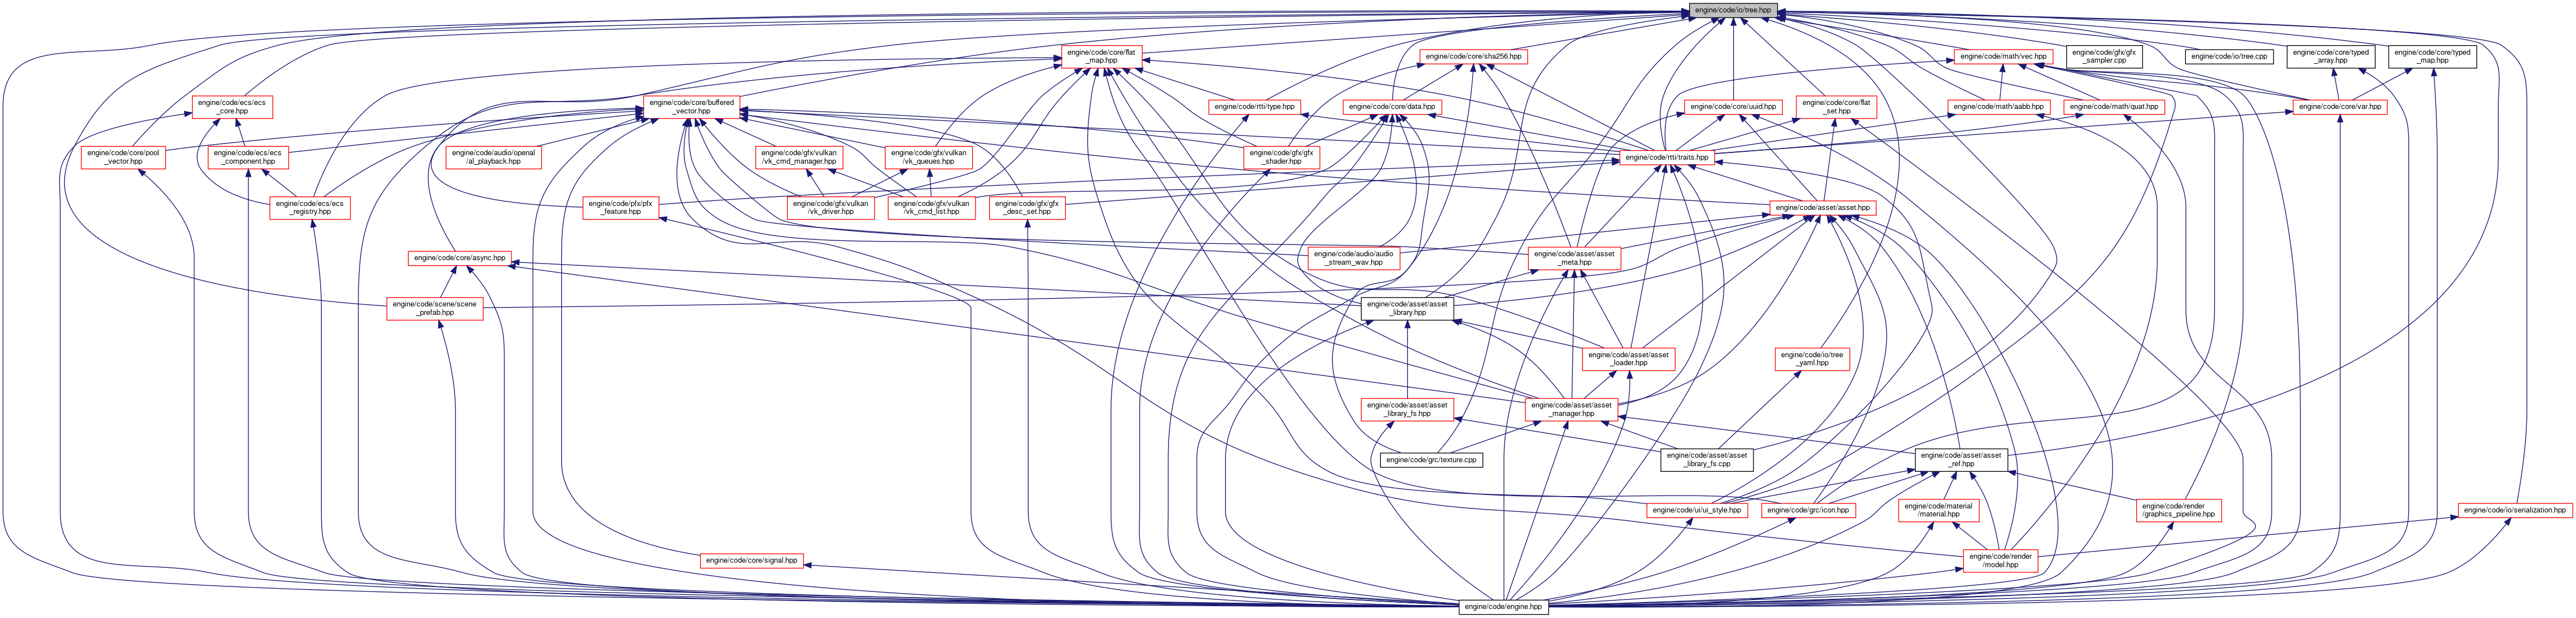 engine/code/io/tree.hpp
engine/code/core/flat
_map.hpp
engine/code/core/sha256.hpp
engine/code/math/vec.hpp
engine/code/gfx/gfx
_sampler.cpp
engine/code/io/tree.cpp
engine/code/core/typed
_array.hpp
engine/code/core/typed
_map.hpp
engine/code/ecs/ecs
_core.hpp
engine/code/core/buffered
_vector.hpp
engine/code/rtti/type.hpp
engine/code/core/data.hpp
engine/code/core/uuid.hpp
engine/code/core/flat
_set.hpp
engine/code/math/aabb.hpp
engine/code/math/quat.hpp
engine/code/core/var.hpp
engine/code/core/pool
_vector.hpp
engine/code/ecs/ecs
_component.hpp
engine/code/audio/openal
/al_playback.hpp
engine/code/gfx/vulkan
/vk_cmd_manager.hpp
engine/code/gfx/vulkan
/vk_queues.hpp
engine/code/gfx/gfx
_shader.hpp
engine/code/rtti/traits.hpp
engine/code/ecs/ecs
_registry.hpp
engine/code/pfx/pfx
_feature.hpp
engine/code/gfx/vulkan
/vk_driver.hpp
engine/code/gfx/vulkan
/vk_cmd_list.hpp
engine/code/gfx/gfx
_desc_set.hpp
engine/code/asset/asset.hpp
engine/code/core/async.hpp
engine/code/audio/audio
_stream_wav.hpp
engine/code/asset/asset
_meta.hpp
engine/code/scene/scene
_prefab.hpp
engine/code/asset/asset
_library.hpp
engine/code/asset/asset
_loader.hpp
engine/code/io/tree
_yaml.hpp
engine/code/asset/asset
_library_fs.hpp
engine/code/asset/asset
_manager.hpp
engine/code/grc/texture.cpp
engine/code/asset/asset
_library_fs.cpp
engine/code/asset/asset
_ref.hpp
engine/code/ui/ui_style.hpp
engine/code/grc/icon.hpp
engine/code/material
/material.hpp
engine/code/render
/graphics_pipeline.hpp
engine/code/io/serialization.hpp
engine/code/core/signal.hpp
engine/code/render
/model.hpp
engine/code/engine.hpp